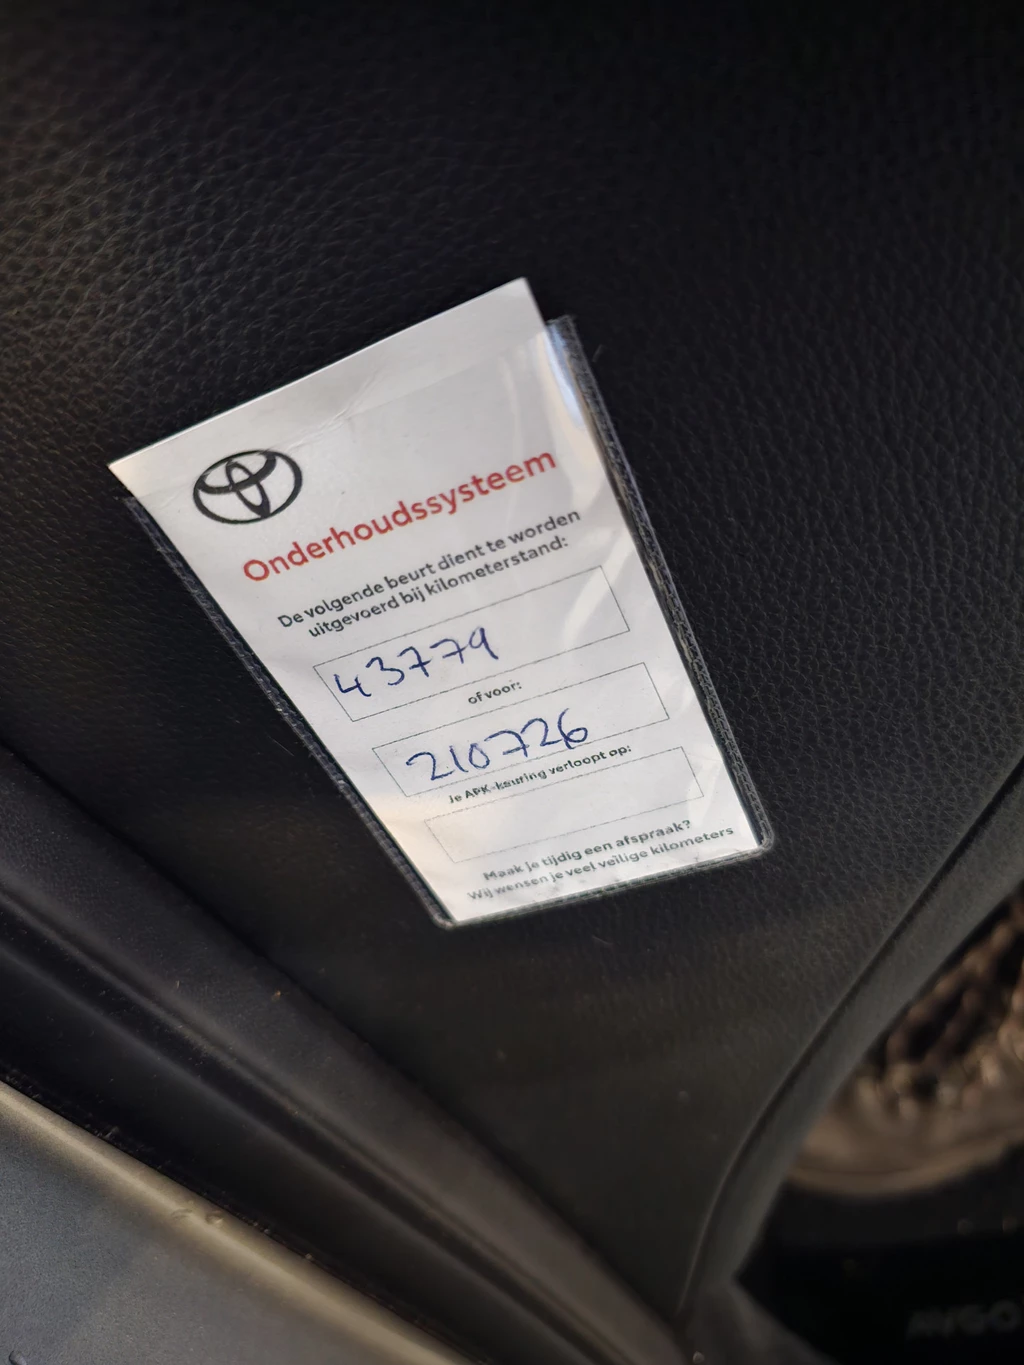 Onderhoudssysteem
De volgende beurt dient te worden
uitgevoerd bij kilometerstand:
43779
of voor:
210726
Je APK-keuring verloopt op:
Maak je tijdig een afspraak?
Wij wensen je veel veilige kilometers
AYGO